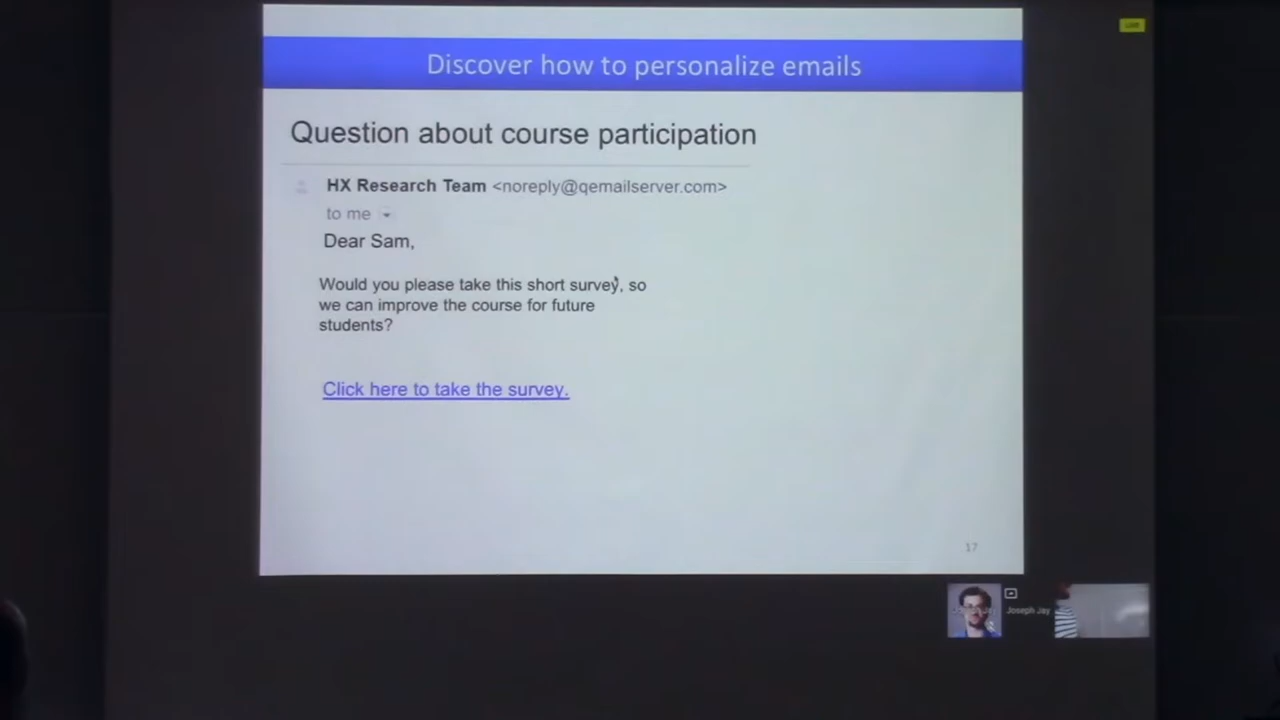 Discover how to personalize emails
Question about course participation
HX Research Team <noreply@qemailserver.com>
to me
Dear Sam,
Would you please take this short survey, so
we can improve the course for future
students?
Click here to take the survey.
17
Joseph Jay